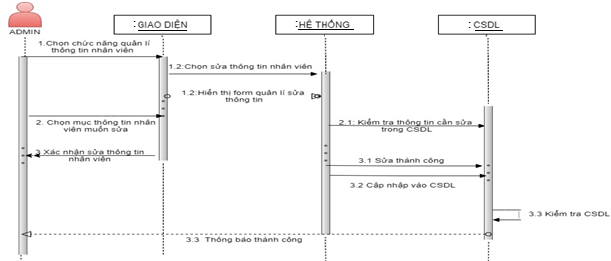 :GIAO DIỆN
:HỆ THỐNG
:CSDL
ADMIN
1.Chọn chức năng quản lí
thông tin nhân viên
1.2:Chọn sửa thông tin nhân viên
1.2:Hiển thị form quản lí sửa
thông tin
2. Chọn mục thông tin nhân
viên muốn sửa
2.1: Kiểm tra thông tin cần sửa
trong CSDL
3.Xác nhận sửa thông tin
nhân viên
3.1 Sửa thành công
3.2 Cập nhập vào CSDL
3.3 Kiểm tra CSDL
3.3 Thông báo thành công